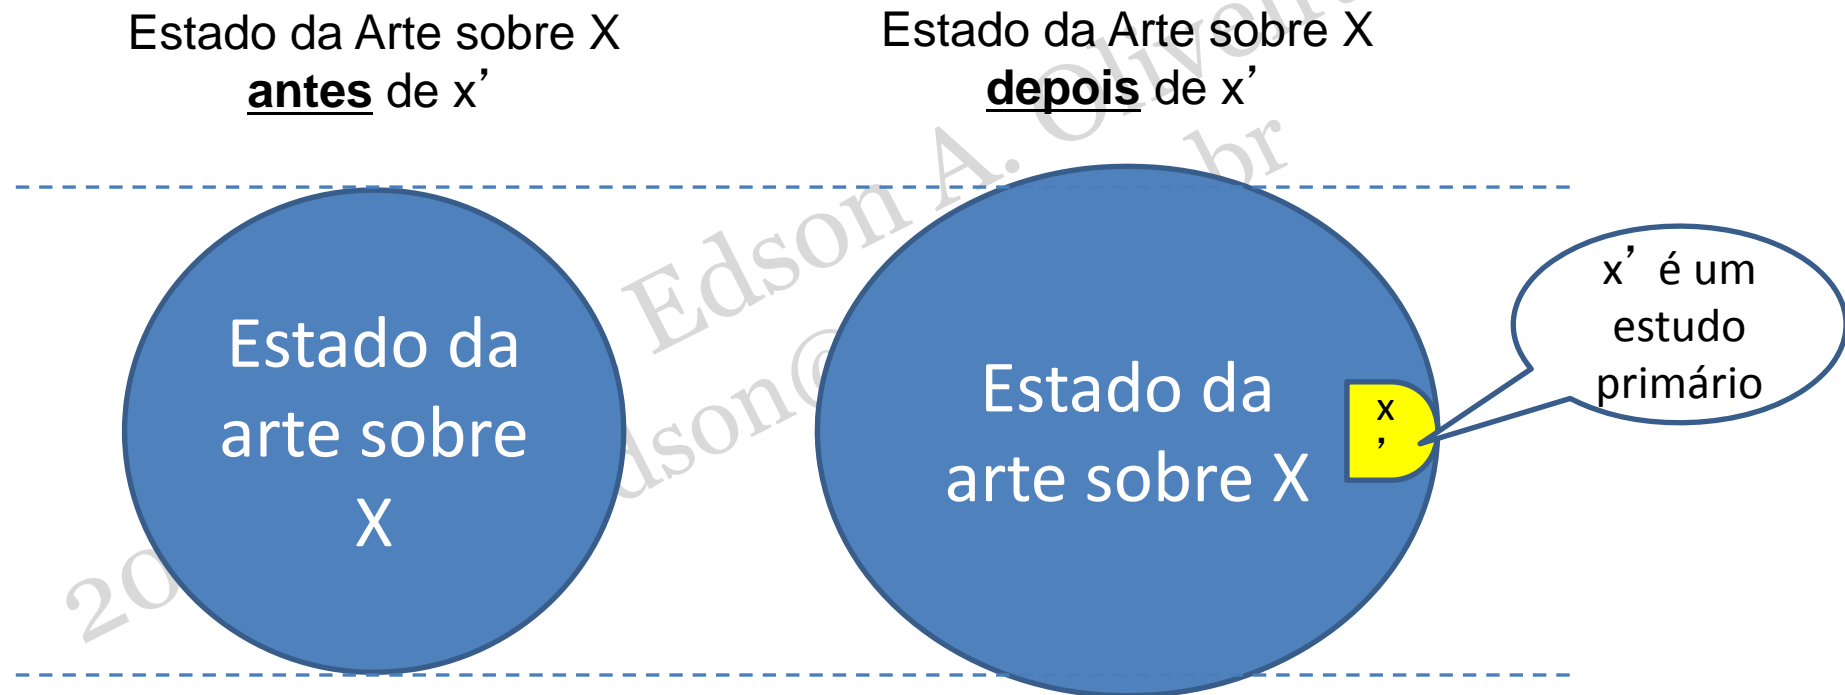 Estado da Arte sobre X
antes de x’
Estado da Arte sobre X
depois de x’
Estado da
arte sobre
X
Estado da
arte sobre X
x
’
x’ é um
estudo
primário
Edson A.